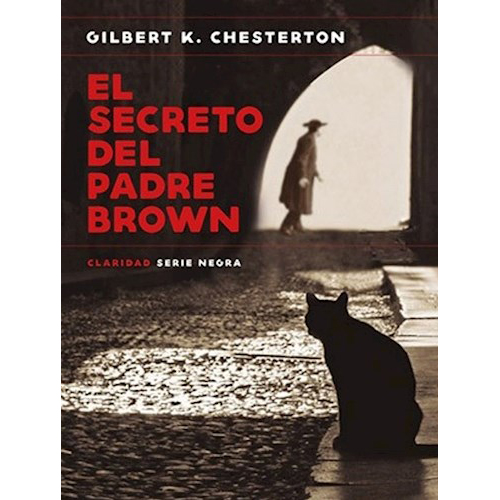 GILBERT K. CHESTERTON
EL
SECRETO
DEL
PADRE
BROWN
CLARIDAD SERIE NEGRA